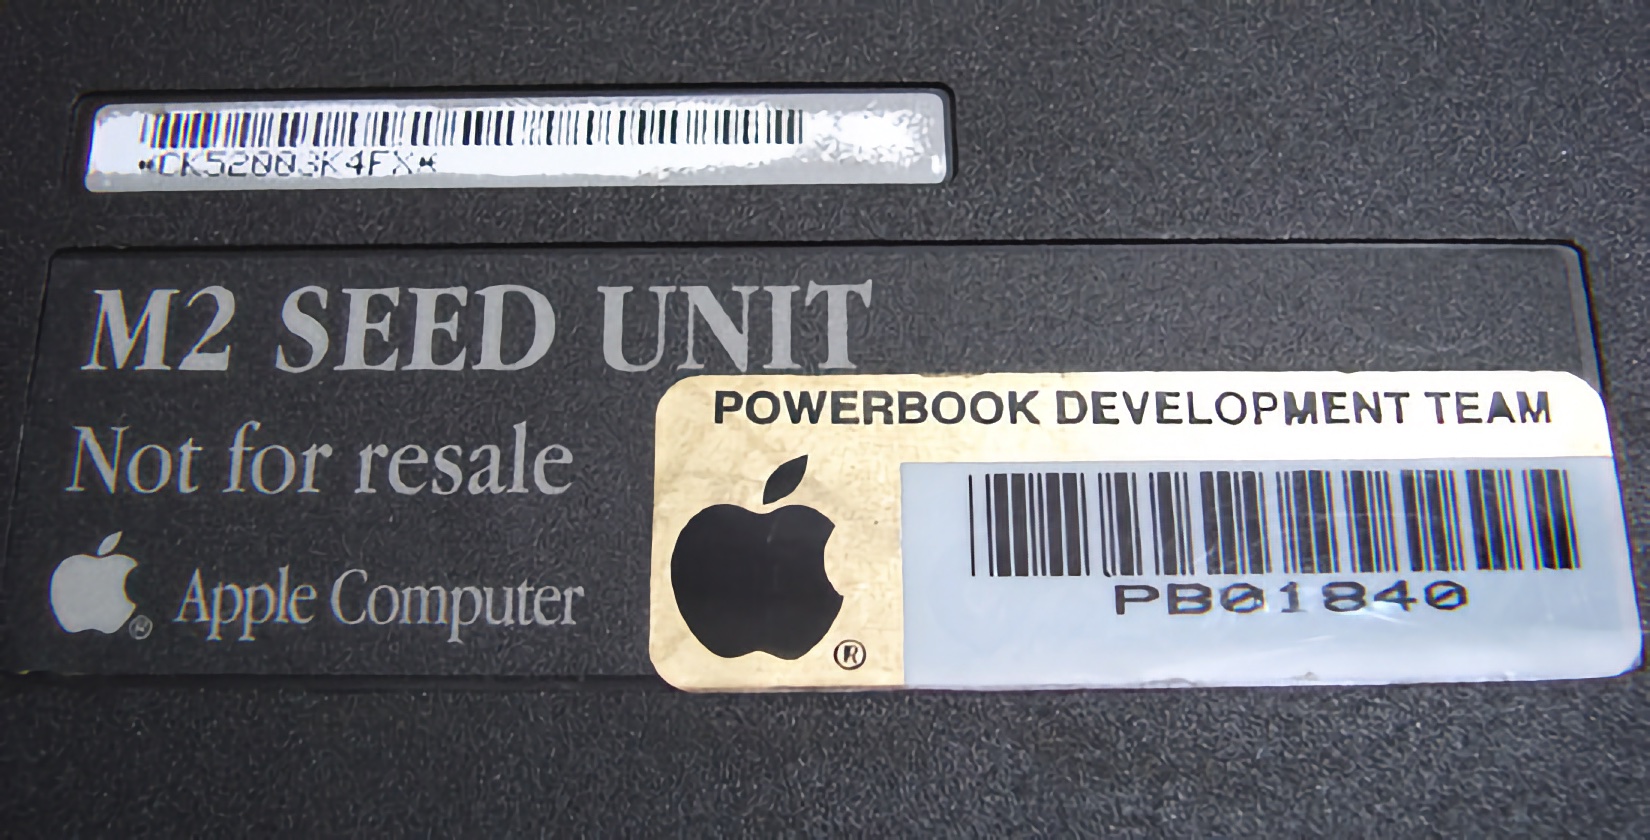 *CK52003K4FX*
M2 SEED UNIT
Not for resale
Apple Computer
POWERBOOK DEVELOPMENT TEAM
PB01840